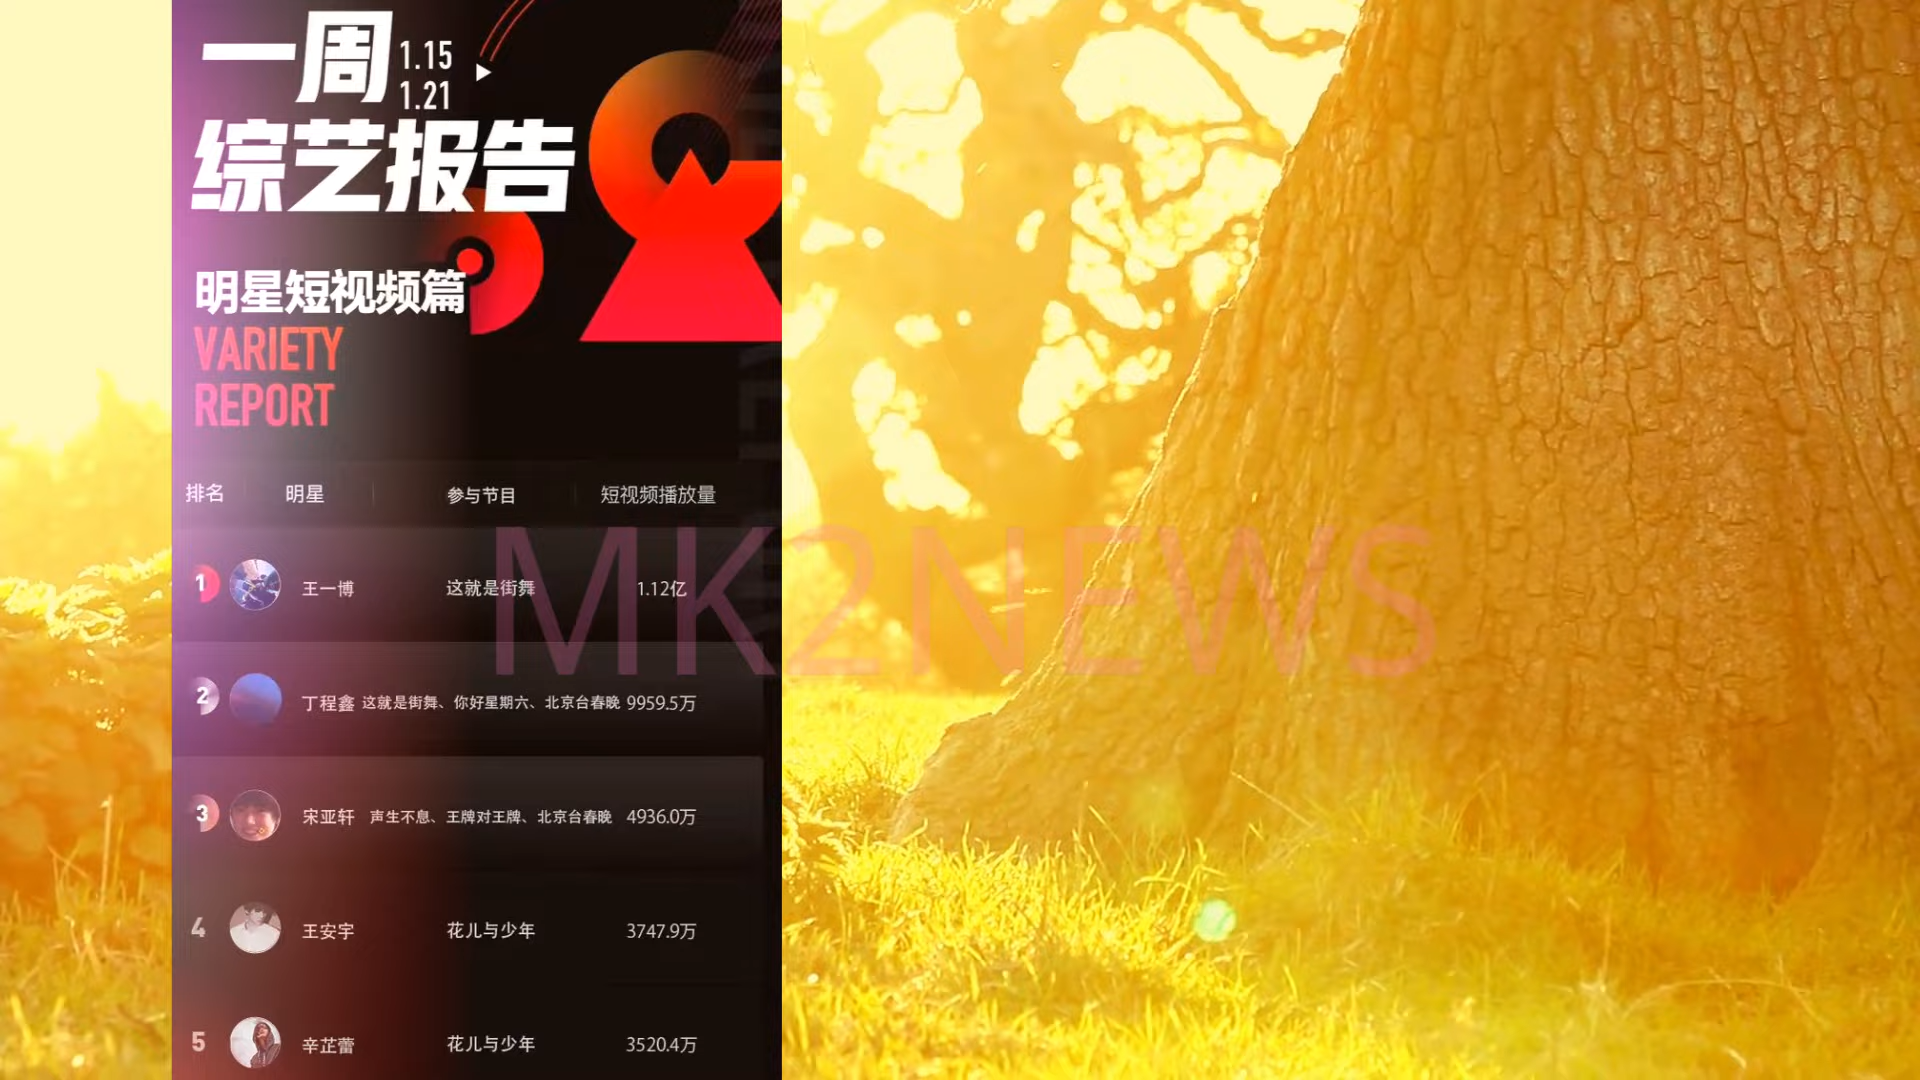 一周
1.15
1.21
综艺报告
明星短视频篇
VARIETY
REPORT
排名 明星 参与节目 短视频播放量
1 王一博 这就是街舞 1.12亿
2 丁程鑫 这就是街舞、你好星期六、北京台春晚 9959.5万
3 宋亚轩 声生不息、王牌对王牌、北京台春晚 4936.0万
4 王安宇 花儿与少年 3747.9万
5 辛芷蕾 花儿与少年 3520.4万
MK2NEWS